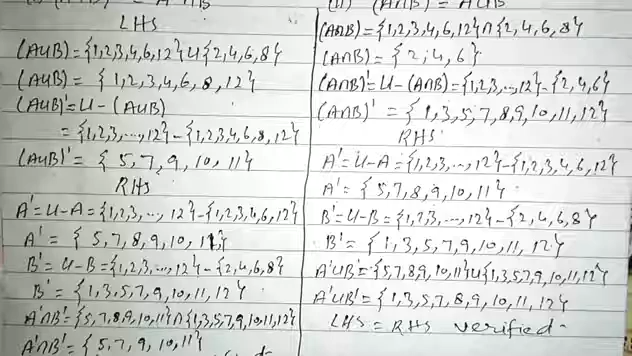 LHS
(A∪B)={1,2,3,4,6,12}∪{2,4,6,8}
(A∪B)= { 1,2,3,4,6,8,12}
(A∪B)'=U-(A∪B)
={1,2,3,...,12}-{1,2,3,4,6,8,12}
(A∪B)'= { 5,7,9,10,11}
RHS
A'=U-A={1,2,3,..., 12}-{1,2,3,4,6,12}
A'= { 5,7,8,9,10,11}
B'=U-B={1,2,3,...,12}-{2,4,6,8}
B'= {1,3,5,7,9,10,11,12}
A'∩B'={5,7,8,9,10,11}∩{1,3,5,7,9,10,11,12}
A'∩B'={5,7,9,10,11}
(A∩B)={1,2,3,4,6,12}∩{2,4,6,8}
(A∩B)= {2,4,6}
(A∩B)'=U-(A∩B)={1,2,3,...,12}-{2,4,6}
(A∩B)'= {1,3,5,7,8,9,10,11,12}
RHS
A'=U-A={1,2,3,...,12}-{1,2,3,4,6,12}
A'={5,7,8,9,10,11}
B'=U-B={1,2,3,...,12}-{2,4,6,8}
B'= {1,3,5,7,9,10,11,12}
A'∪B'={5,7,8,9,10,11}∪{1,3,5,7,9,10,11,12}
A'∪B'={1,3,5,7,8,9,10,11,12}
LHS = RHS verified.